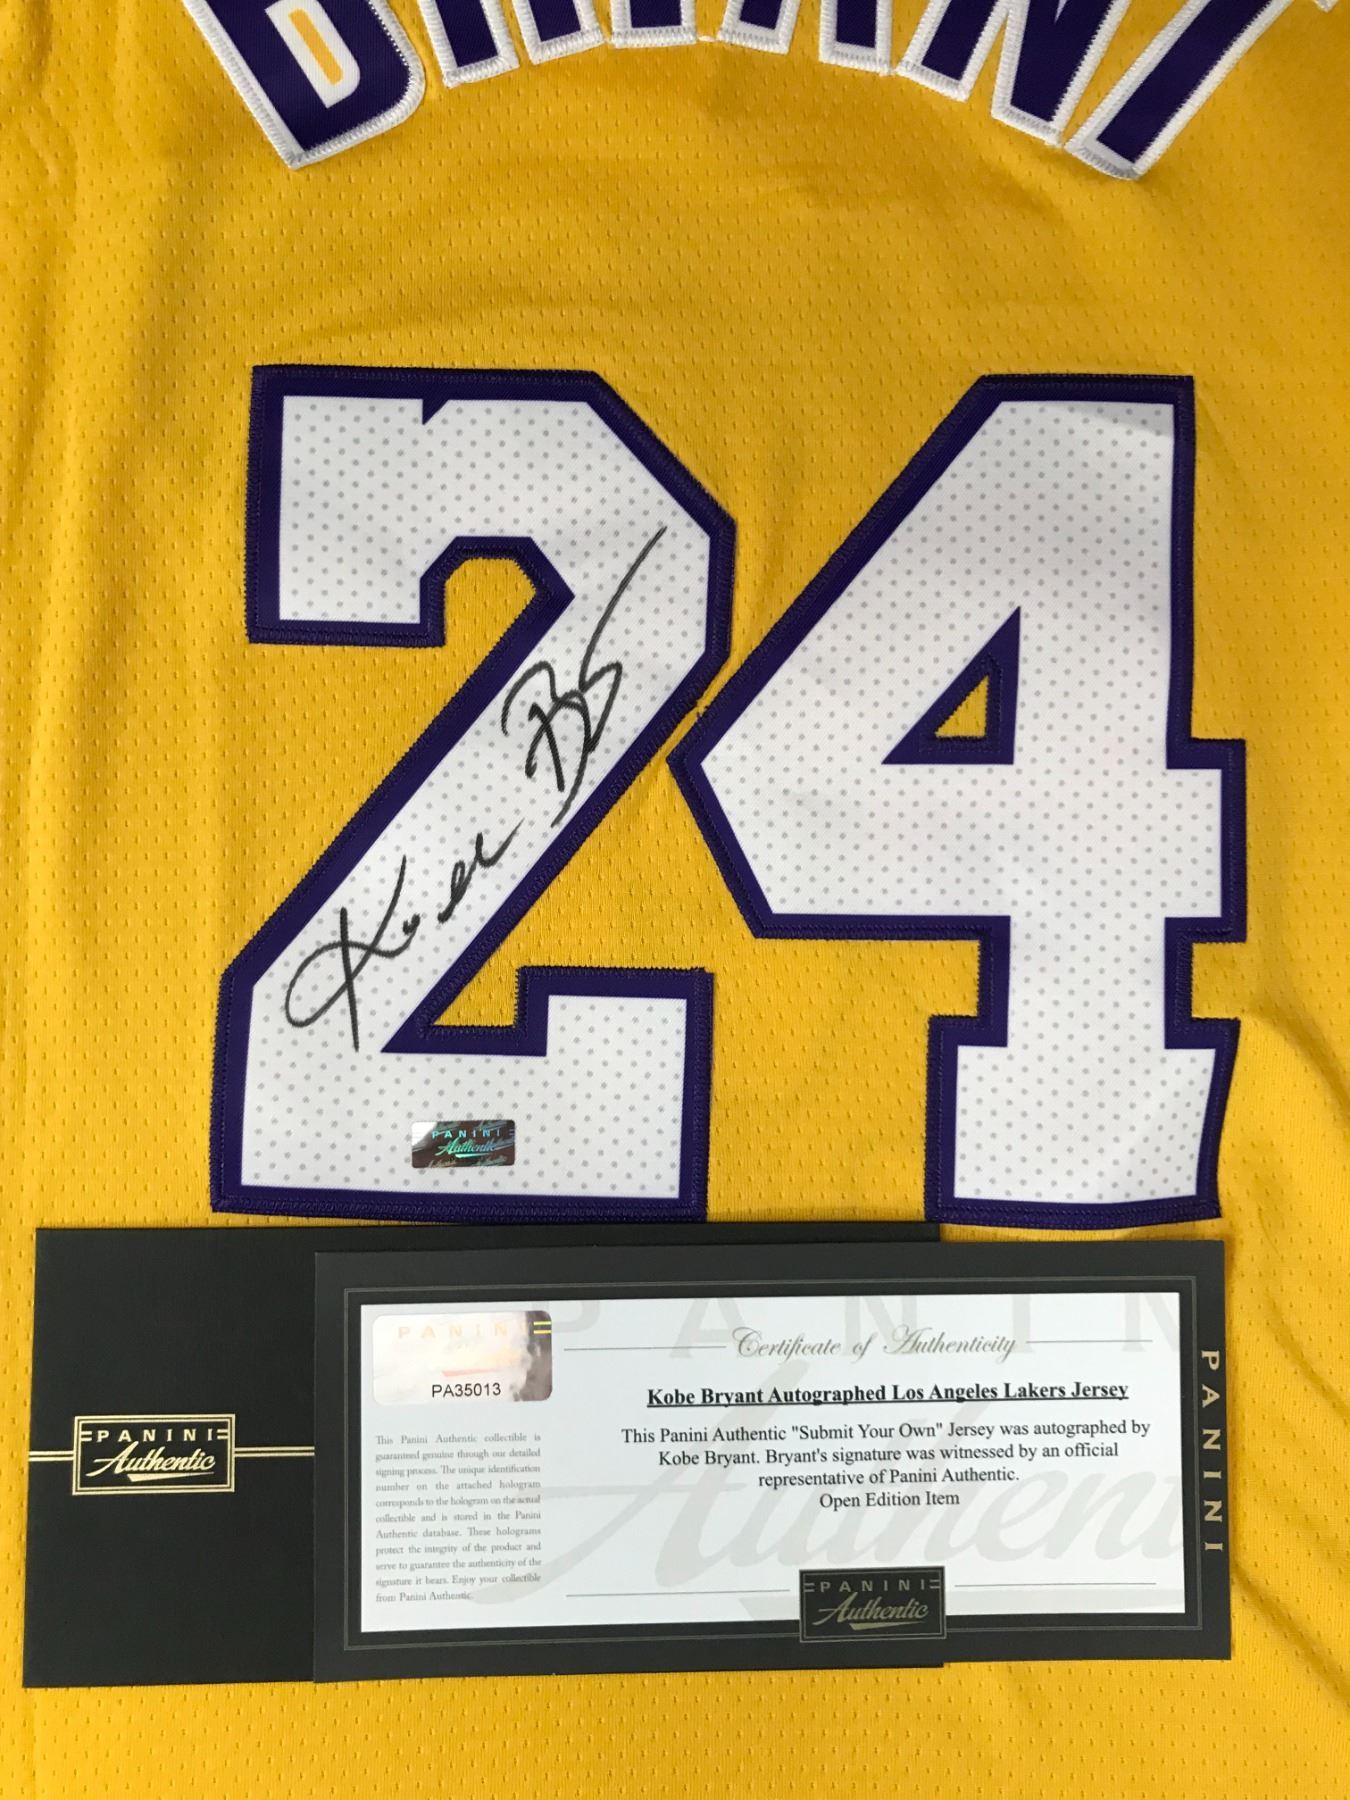 BRYANT
24
Kobe Bryant
PANINI
Authentic
PANINI
Authentic
PANINI
PA35013
This Panini Authentic collectible is
guaranteed genuine through our detailed
signing process. The unique identification
number on the attached hologram
corresponds to the hologram on the actual
collectible and is stored in the Panini
Authentic database. These holograms
protect the integrity of the product and
serve to guarantee the authenticity of the
signature it bears. Enjoy your collectible
from Panini Authentic.
Certificate of Authenticity
Kobe Bryant Autographed Los Angeles Lakers Jersey
This Panini Authentic "Submit Your Own" Jersey was autographed by
Kobe Bryant. Bryant's signature was witnessed by an official
representative of Panini Authentic.
Open Edition Item
PANINI
Authentic
PANINI